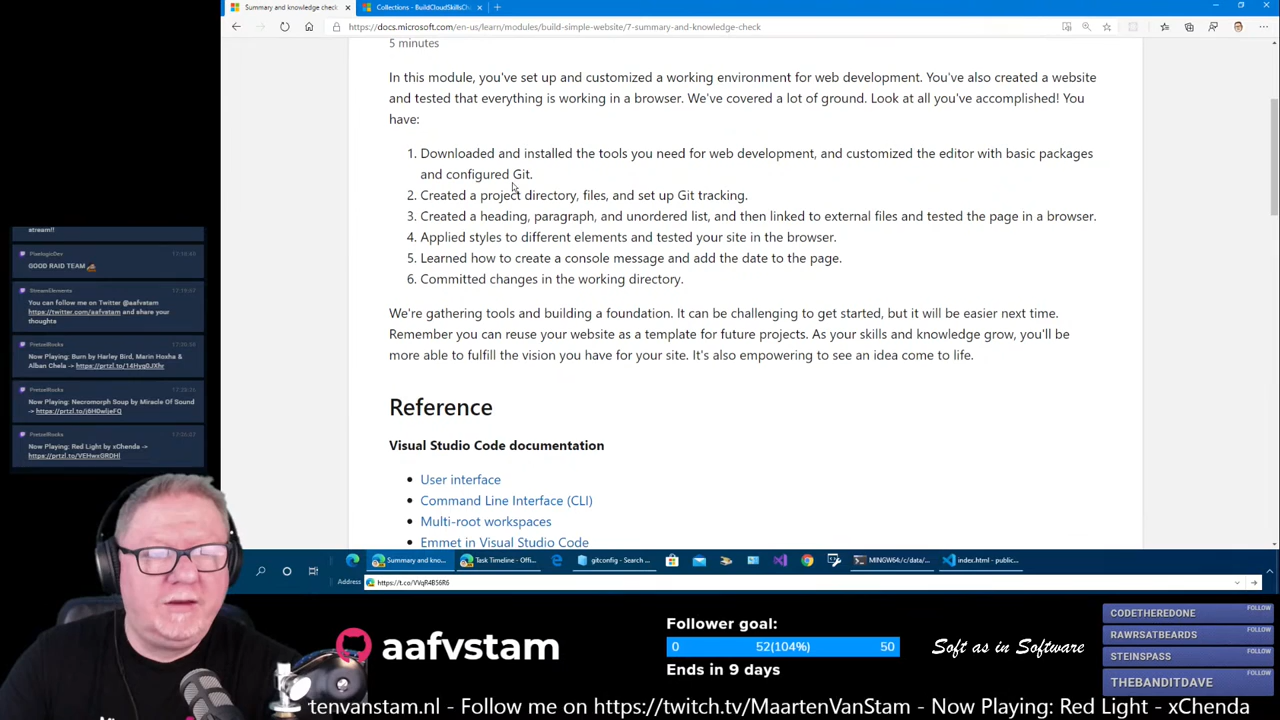 Summary and knowledge check
Collections - BuildCloudSkillsCh
https://docs.microsoft.com/en-us/learn/modules/build-simple-website/7-summary-and-knowledge-check
5 minutes
In this module, you've set up and customized a working environment for web development. You've also created a website
and tested that everything is working in a browser. We've covered a lot of ground. Look at all you've accomplished! You
have:
1. Downloaded and installed the tools you need for web development, and customized the editor with basic packages
and configured Git.
2. Created a project directory, files, and set up Git tracking.
3. Created a heading, paragraph, and unordered list, and then linked to external files and tested the page in a browser.
4. Applied styles to different elements and tested your site in the browser.
5. Learned how to create a console message and add the date to the page.
6. Committed changes in the working directory.
We're gathering tools and building a foundation. It can be challenging to get started, but it will be easier next time.
Remember you can reuse your website as a template for future projects. As your skills and knowledge grow, you'll be
more able to fulfill the vision you have for your site. It's also empowering to see an idea come to life.
Reference
Visual Studio Code documentation
• User interface
• Command Line Interface (CLI)
• Multi-root workspaces
• Emmet in Visual Studio Code
stream!!
PixelogicDev
GOOD RAID TEAM
StreamElements
You can follow me on Twitter @aafvstam
https://twitter.com/aafvstam and share your
thoughts
PretzelRocks
Now Playing: Burn by Harley Bird, Marin Hoxha &
Alban Chela -> https://prtzl.to/14Hyg0JXhr
PretzelRocks
Now Playing: Necromorph Soup by Miracle Of Sound
PretzelRocks
Now Playing: Red Light by xChenda ->
Summary and kno...
Task Timeline - Offi...
gitconfig - Search ...
MINGW64:/c/data/...
index.html - public...
Address
https://t.co/VVqR4B56R6
aafvstam
Follower goal:
0 52(104%) 50
Ends in 9 days
Soft as in Software
CODETHEREDONE FOLLOW
RAWRSATBEARDS FOLLOW
STEINSPASS FOLLOW
THEBANDITDAVE FOLLOW
tenvanstam.nl - Follow me on https://twitch.tv/MaartenVanStam - Now Playing: Red Light - xChenda